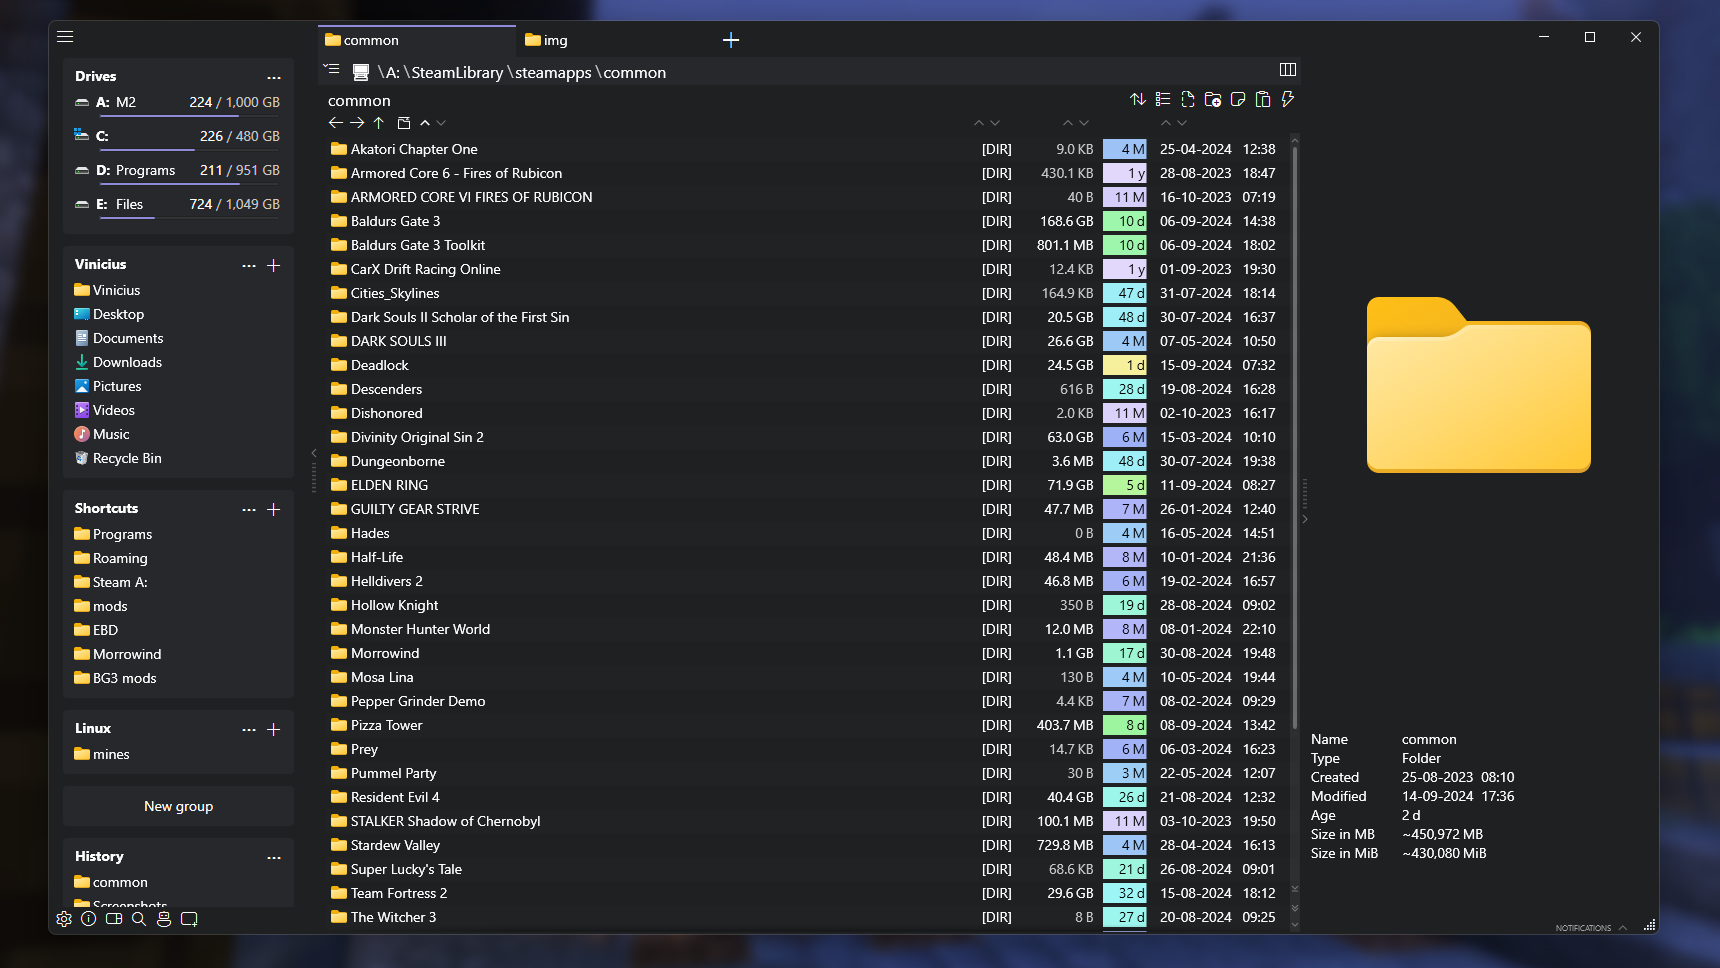 common
img
Drives
A: M2 224 / 1,000 GB
C: 226 / 480 GB
D: Programs 211 / 951 GB
E: Files 724 / 1,049 GB
Vinicius
Vinicius
Desktop
Documents
Downloads
Pictures
Videos
Music
Recycle Bin
Shortcuts
Programs
Roaming
Steam A:
mods
EBD
Morrowind
BG3 mods
Linux
mines
New group
History
common
Screenshots
\A: \SteamLibrary \steamapps \common
common
Akatori Chapter One [DIR] 9.0 KB 4 M 25-04-2024 12:38
Armored Core 6 - Fires of Rubicon [DIR] 430.1 KB 1 y 28-08-2023 18:47
ARMORED CORE VI FIRES OF RUBICON [DIR] 40 B 11 M 16-10-2023 07:19
Baldurs Gate 3 [DIR] 168.6 GB 10 d 06-09-2024 14:38
Baldurs Gate 3 Toolkit [DIR] 801.1 MB 10 d 06-09-2024 18:02
CarX Drift Racing Online [DIR] 12.4 KB 1 y 01-09-2023 19:30
Cities_Skylines [DIR] 164.9 KB 47 d 31-07-2024 18:14
Dark Souls II Scholar of the First Sin [DIR] 20.5 GB 48 d 30-07-2024 16:37
DARK SOULS III [DIR] 26.6 GB 4 M 07-05-2024 10:50
Deadlock [DIR] 24.5 GB 1 d 15-09-2024 07:32
Descenders [DIR] 616 B 28 d 19-08-2024 16:28
Dishonored [DIR] 2.0 KB 11 M 02-10-2023 16:17
Divinity Original Sin 2 [DIR] 63.0 GB 6 M 15-03-2024 10:10
Dungeonborne [DIR] 3.6 MB 48 d 30-07-2024 19:38
ELDEN RING [DIR] 71.9 GB 5 d 11-09-2024 08:27
GUILTY GEAR STRIVE [DIR] 47.7 MB 7 M 26-01-2024 12:40
Hades [DIR] 0 B 4 M 16-05-2024 14:51
Half-Life [DIR] 48.4 MB 8 M 10-01-2024 21:36
Helldivers 2 [DIR] 46.8 MB 6 M 19-02-2024 16:57
Hollow Knight [DIR] 350 B 19 d 28-08-2024 09:02
Monster Hunter World [DIR] 12.0 MB 8 M 08-01-2024 22:10
Morrowind [DIR] 1.1 GB 17 d 30-08-2024 19:48
Mosa Lina [DIR] 130 B 4 M 10-05-2024 19:44
Pepper Grinder Demo [DIR] 4.4 KB 7 M 08-02-2024 09:29
Pizza Tower [DIR] 403.7 MB 8 d 08-09-2024 13:42
Prey [DIR] 14.7 KB 6 M 06-03-2024 16:23
Pummel Party [DIR] 30 B 3 M 22-05-2024 12:07
Resident Evil 4 [DIR] 40.4 GB 26 d 21-08-2024 12:32
STALKER Shadow of Chernobyl [DIR] 100.1 MB 11 M 03-10-2023 19:50
Stardew Valley [DIR] 729.8 MB 4 M 28-04-2024 16:13
Super Lucky's Tale [DIR] 68.6 KB 21 d 26-08-2024 09:01
Team Fortress 2 [DIR] 29.6 GB 32 d 15-08-2024 18:12
The Witcher 3 [DIR] 8 B 27 d 20-08-2024 09:25
Name common
Type Folder
Created 25-08-2023 08:10
Modified 14-09-2024 17:36
Age 2 d
Size in MB ~450,972 MB
Size in MiB ~430,080 MiB
NOTIFICATIONS